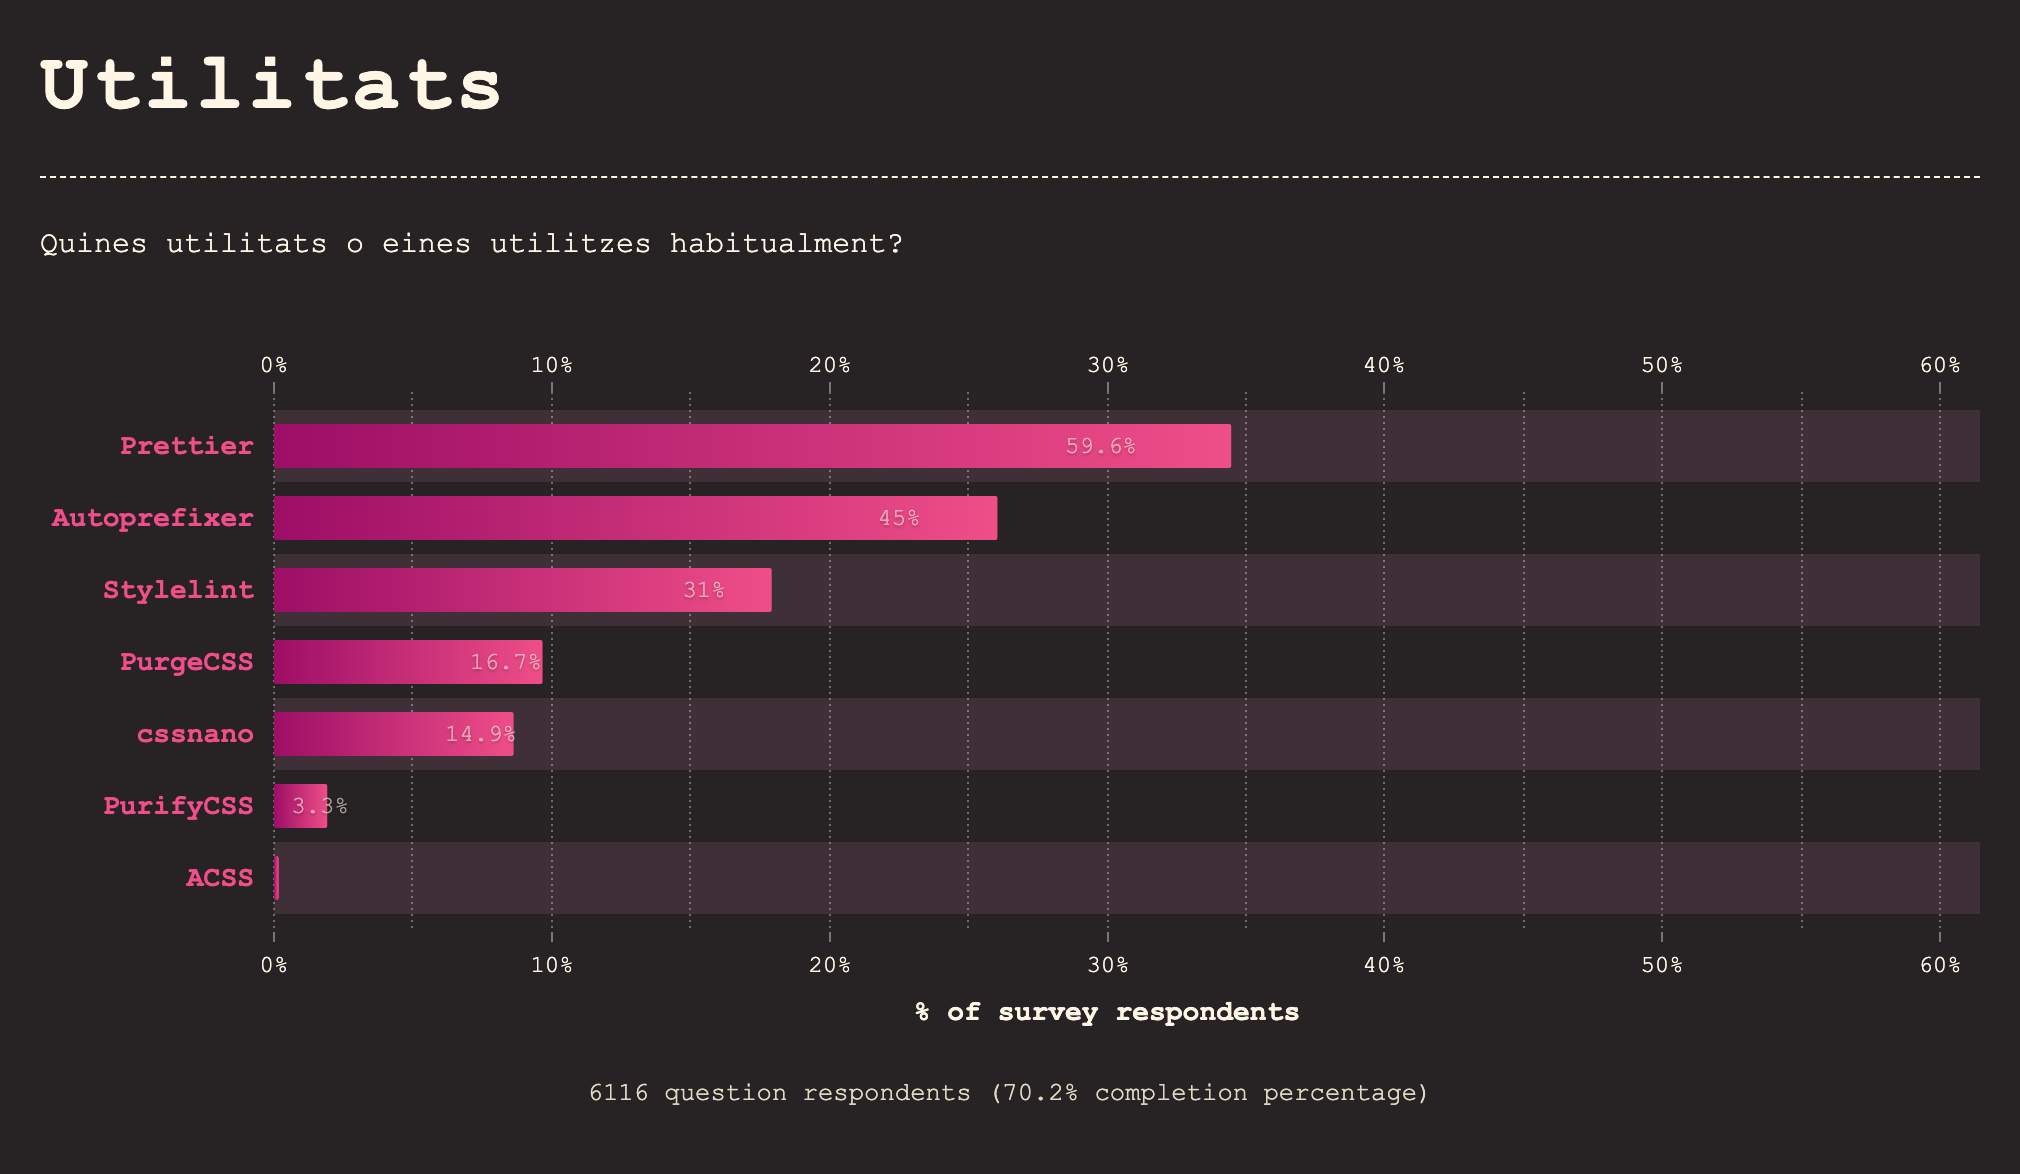 Utilitats
Quines utilitats o eines utilitzes habitualment?
0% 10% 20% 30% 40% 50% 60%
Prettier 59.6%
Autoprefixer 45%
Stylelint 31%
PurgeCSS 16.7%
cssnano 14.9%
PurifyCSS 3.3%
ACSS
0% 10% 20% 30% 40% 50% 60%
% of survey respondents
6116 question respondents (70.2% completion percentage)